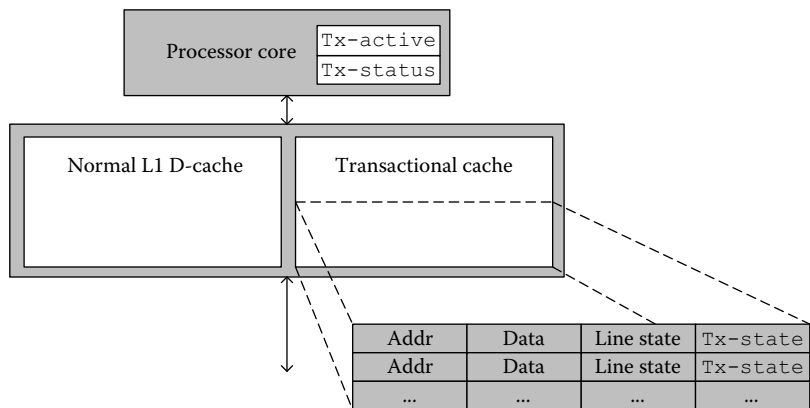 Processor core
Tx-active
Tx-status
Normal L1 D-cache
Transactional cache
Addr Data Line state Tx-state
Addr Data Line state Tx-state
... ... ... ...